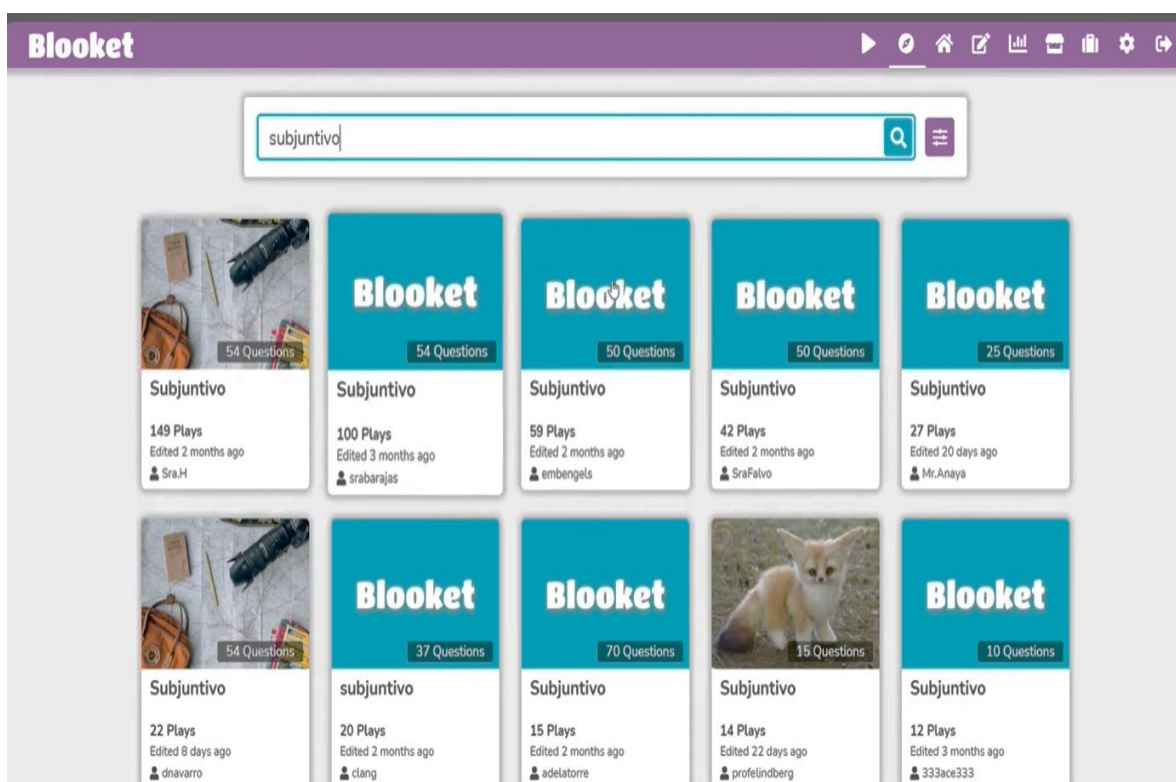 Blooket
subjuntivo
54 Questions
Subjuntivo
149 Plays
Edited 2 months ago
Sra.H
Blooket
54 Questions
Subjuntivo
100 Plays
Edited 3 months ago
srabarajas
Blooket
50 Questions
Subjuntivo
59 Plays
Edited 2 months ago
embengels
Blooket
50 Questions
Subjuntivo
42 Plays
Edited 2 months ago
SraFalvo
Blooket
25 Questions
Subjuntivo
27 Plays
Edited 20 days ago
Mr.Anaya
54 Questions
Subjuntivo
22 Plays
Edited 8 days ago
dnavarro
Blooket
37 Questions
subjuntivo
20 Plays
Edited 2 months ago
clang
Blooket
70 Questions
Subjuntivo
15 Plays
Edited 2 months ago
adelatorre
15 Questions
Subjuntivo
14 Plays
Edited 22 days ago
profelindberg
Blooket
10 Questions
Subjuntivo
12 Plays
Edited 3 months ago
333ace333